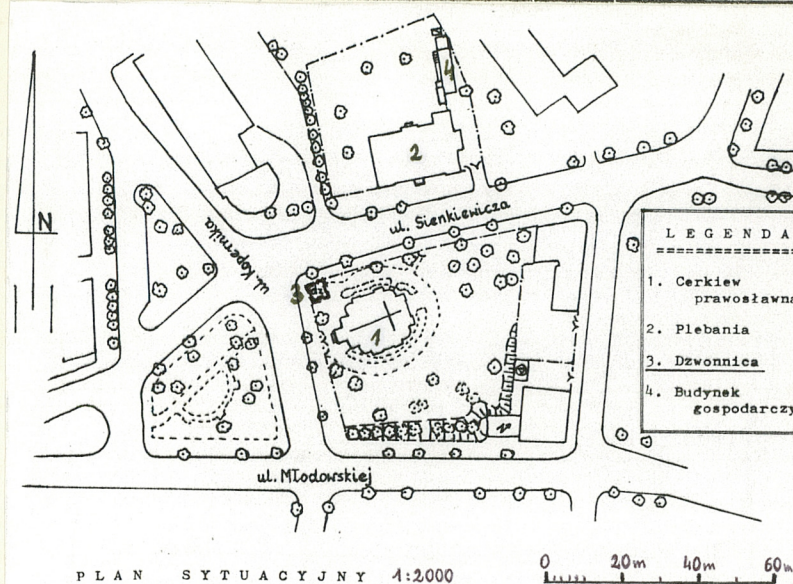 N
4
2
ul. Sienkiewicza
ul. Kopernika
3
1
ul. Młodowskiej
LEGENDA
1. Cerkiew
prawosławna
2. Plebania
3. Dzwonnica
4. Budynek
gospodarczy
PLAN SYTUACYJNY 1:2000
0 20m 40m 60m